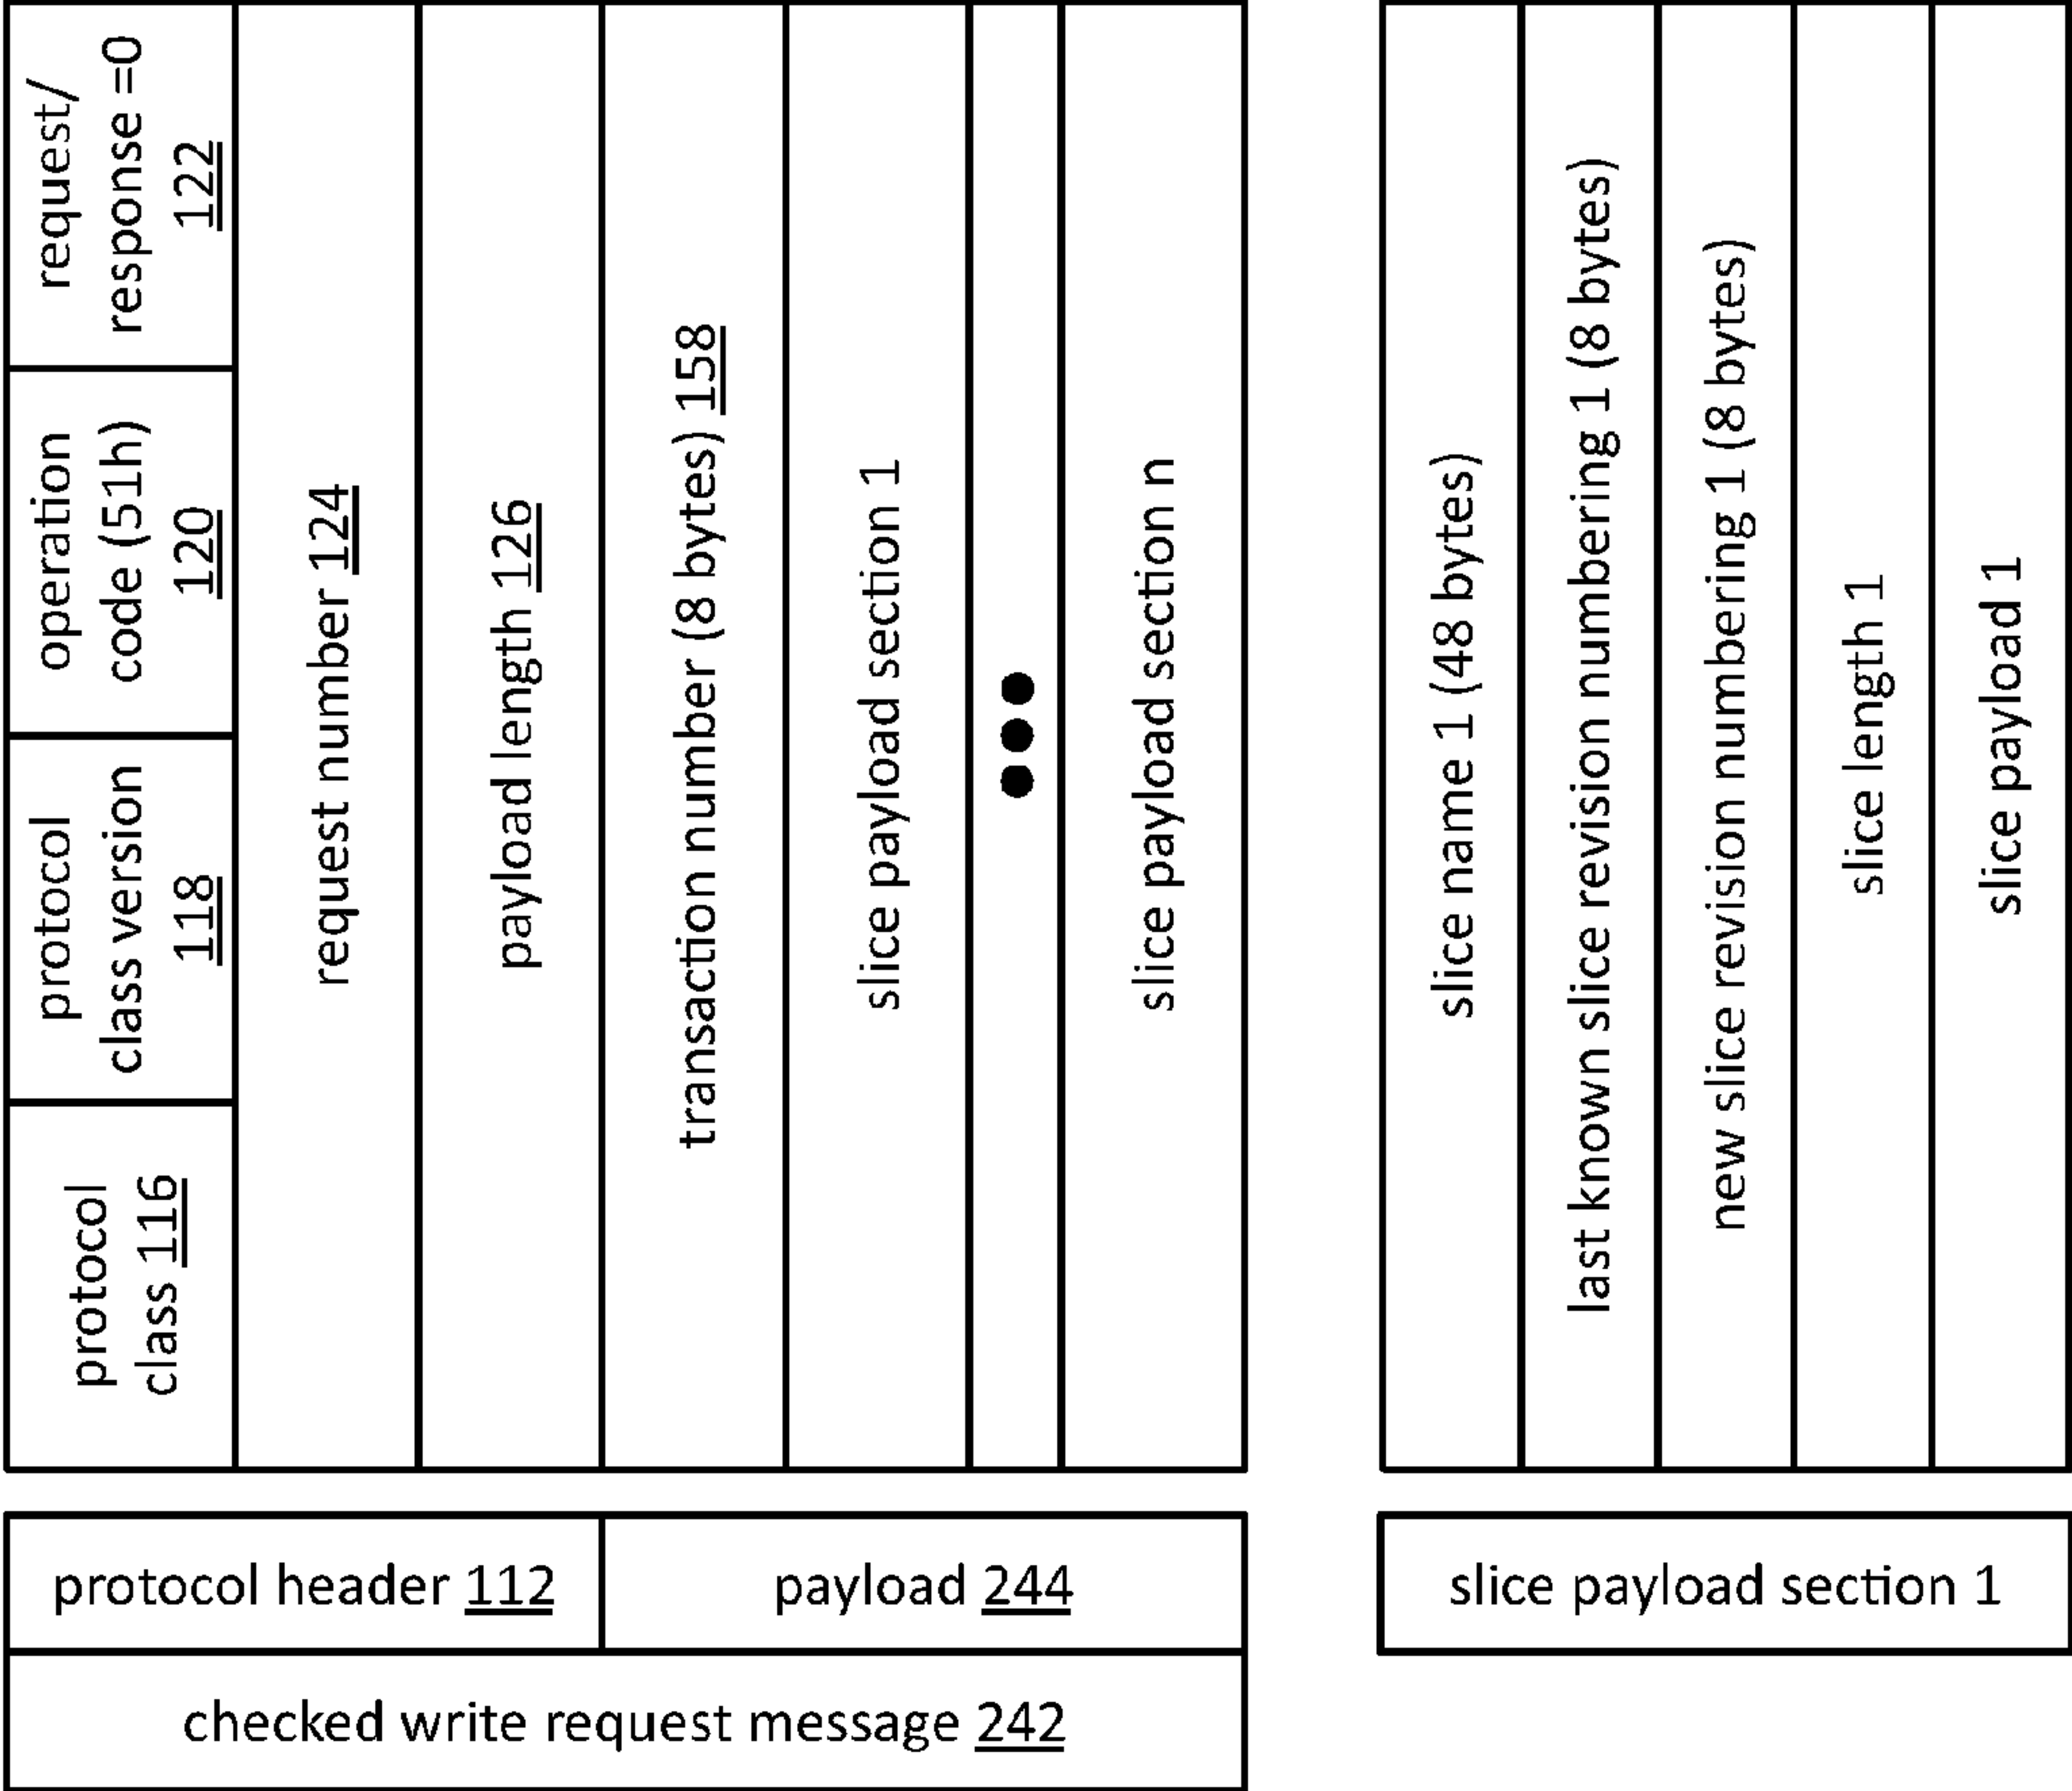 protocol
class 116
protocol
class version
118
operation
code (51h)
120
request/
response =0
122
request number 124
payload length 126
transaction number (8 bytes) 158
slice payload section 1
slice payload section n
protocol header 112
payload 244
checked write request message 242
slice name 1 (48 bytes)
last known slice revision numbering 1 (8 bytes)
new slice revision numbering 1 (8 bytes)
slice length 1
slice payload 1
slice payload section 1